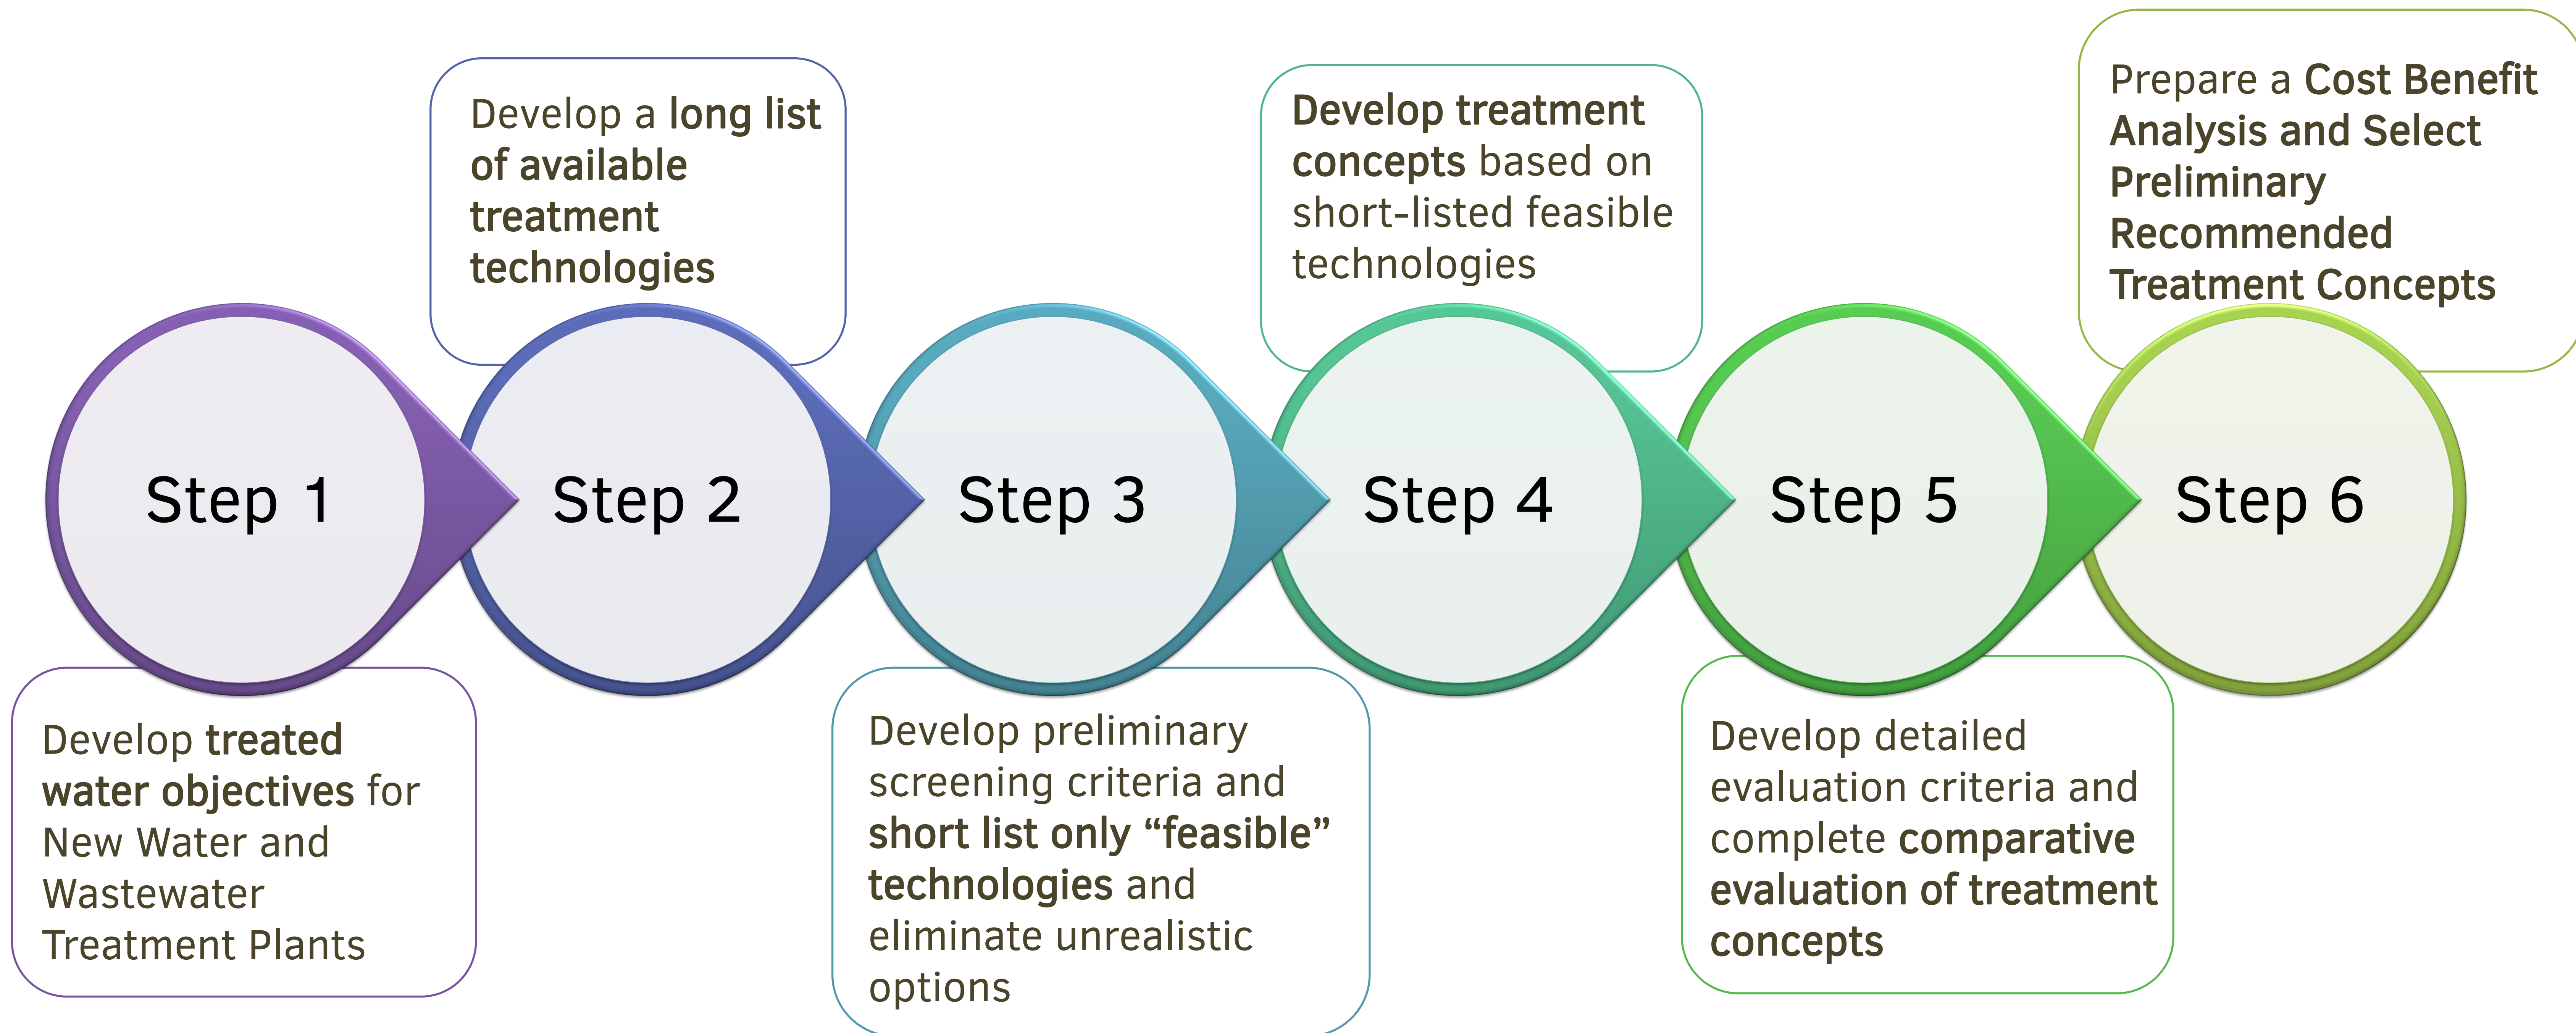 Develop a long list
of available
treatment
technologies
Develop treatment
concepts based on
short-listed feasible
technologies
Prepare a Cost Benefit
Analysis and Select
Preliminary
Recommended
Treatment Concepts
Step 1
Step 2
Step 3
Step 4
Step 5
Step 6
Develop treated
water objectives for
New Water and
Wastewater
Treatment Plants
Develop preliminary
screening criteria and
short list only “feasible”
technologies and
eliminate unrealistic
options
Develop detailed
evaluation criteria and
complete comparative
evaluation of treatment
concepts